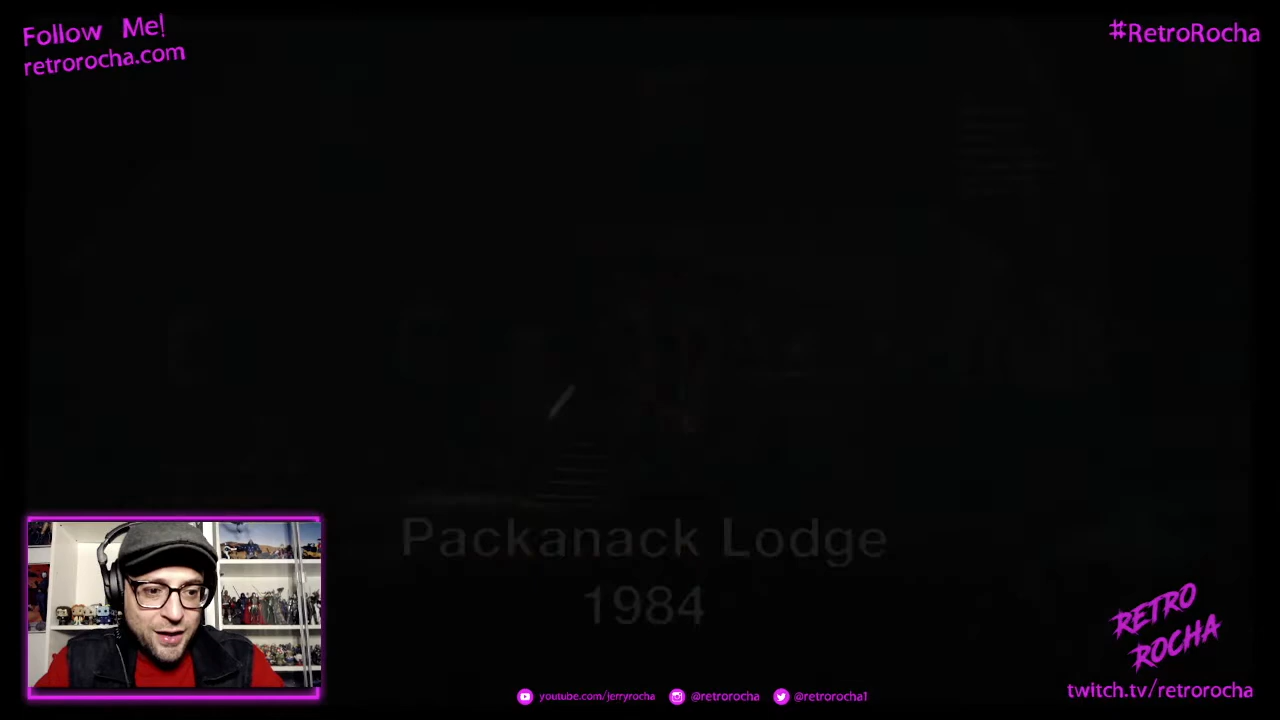 Follow Me!
retrorocha.com
#RetroRocha
Packanack Lodge
1984
RETRO
ROCHA
twitch.tv/retrorocha
youtube.com/jerryrocha @retrorocha @retrorocha1